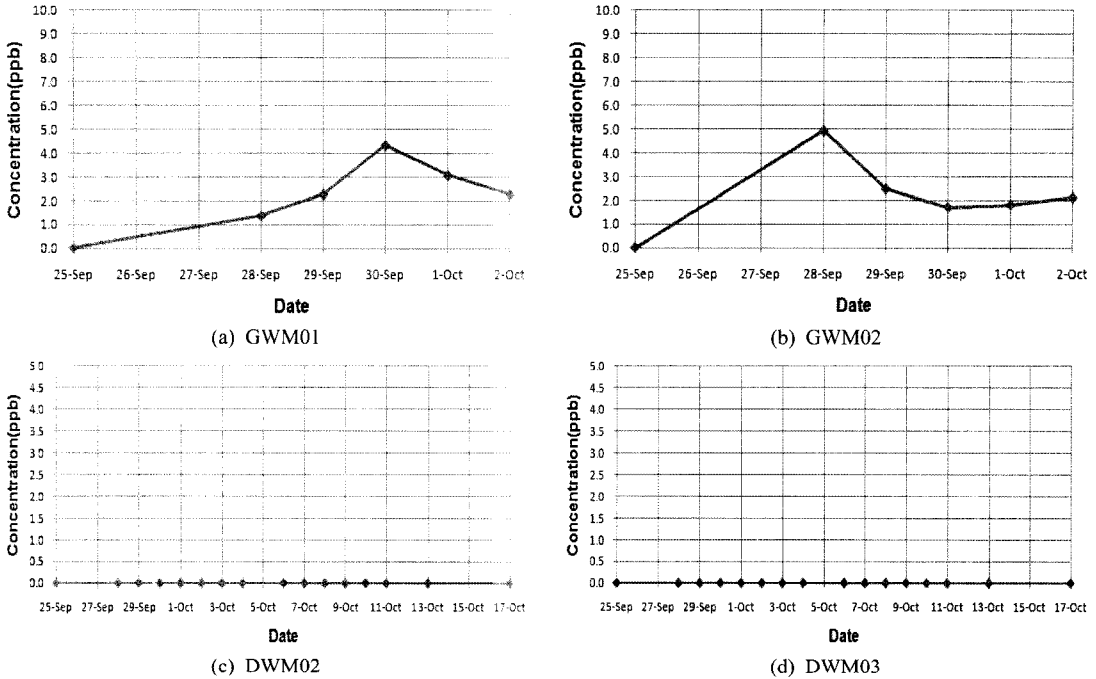 Concentration(ppb)
10.0
9.0
8.0
7.0
6.0
5.0
4.0
3.0
2.0
1.0
0.0
25-Sep 26-Sep 27-Sep 28-Sep 29-Sep 30-Sep 1-Oct 2-Oct
Date
(a) GWM01
Concentration(ppb)
10.0
9.0
8.0
7.0
6.0
5.0
4.0
3.0
2.0
1.0
0.0
25-Sep 26-Sep 27-Sep 28-Sep 29-Sep 30-Sep 1-Oct 2-Oct
Date
(b) GWM02
Concentration(ppb)
5.0
4.5
4.0
3.5
3.0
2.5
2.0
1.5
1.0
0.5
0.0
25-Sep 27-Sep 29-Sep 1-Oct 3-Oct 5-Oct 7-Oct 9-Oct 11-Oct 13-Oct 15-Oct 17-Oct
Date
(c) DWM02
Concentration(ppb)
5.0
4.5
4.0
3.5
3.0
2.5
2.0
1.5
1.0
0.5
0.0
25-Sep 27-Sep 29-Sep 1-Oct 3-Oct 5-Oct 7-Oct 9-Oct 11-Oct 13-Oct 15-Oct 17-Oct
Date
(d) DWM03